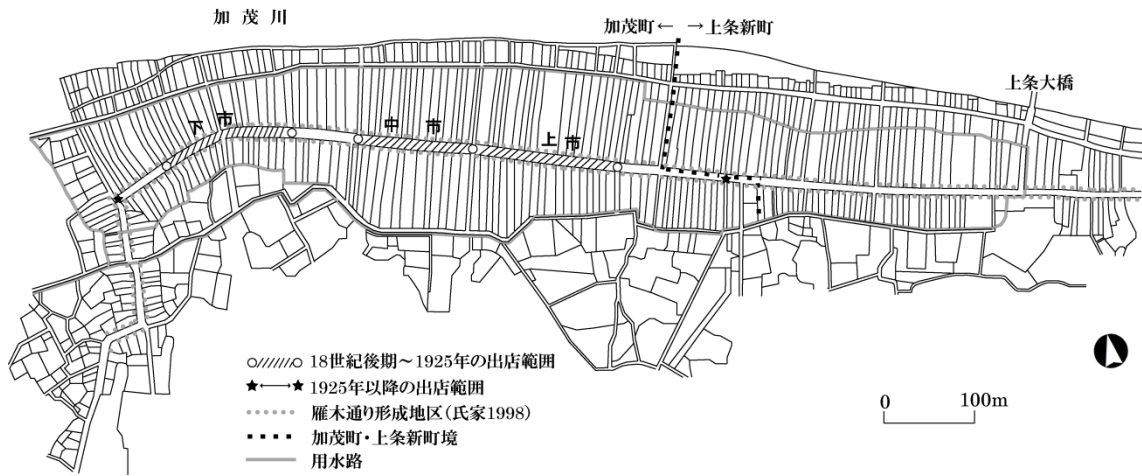 加茂川
加茂町← →上条新町
上条大橋
下市
中市
上市
18世紀後期～1925年の出店範囲
1925年以降の出店範囲
雁木通り形成地区(氏家1998)
加茂町・上条新町境
用水路
0 100m